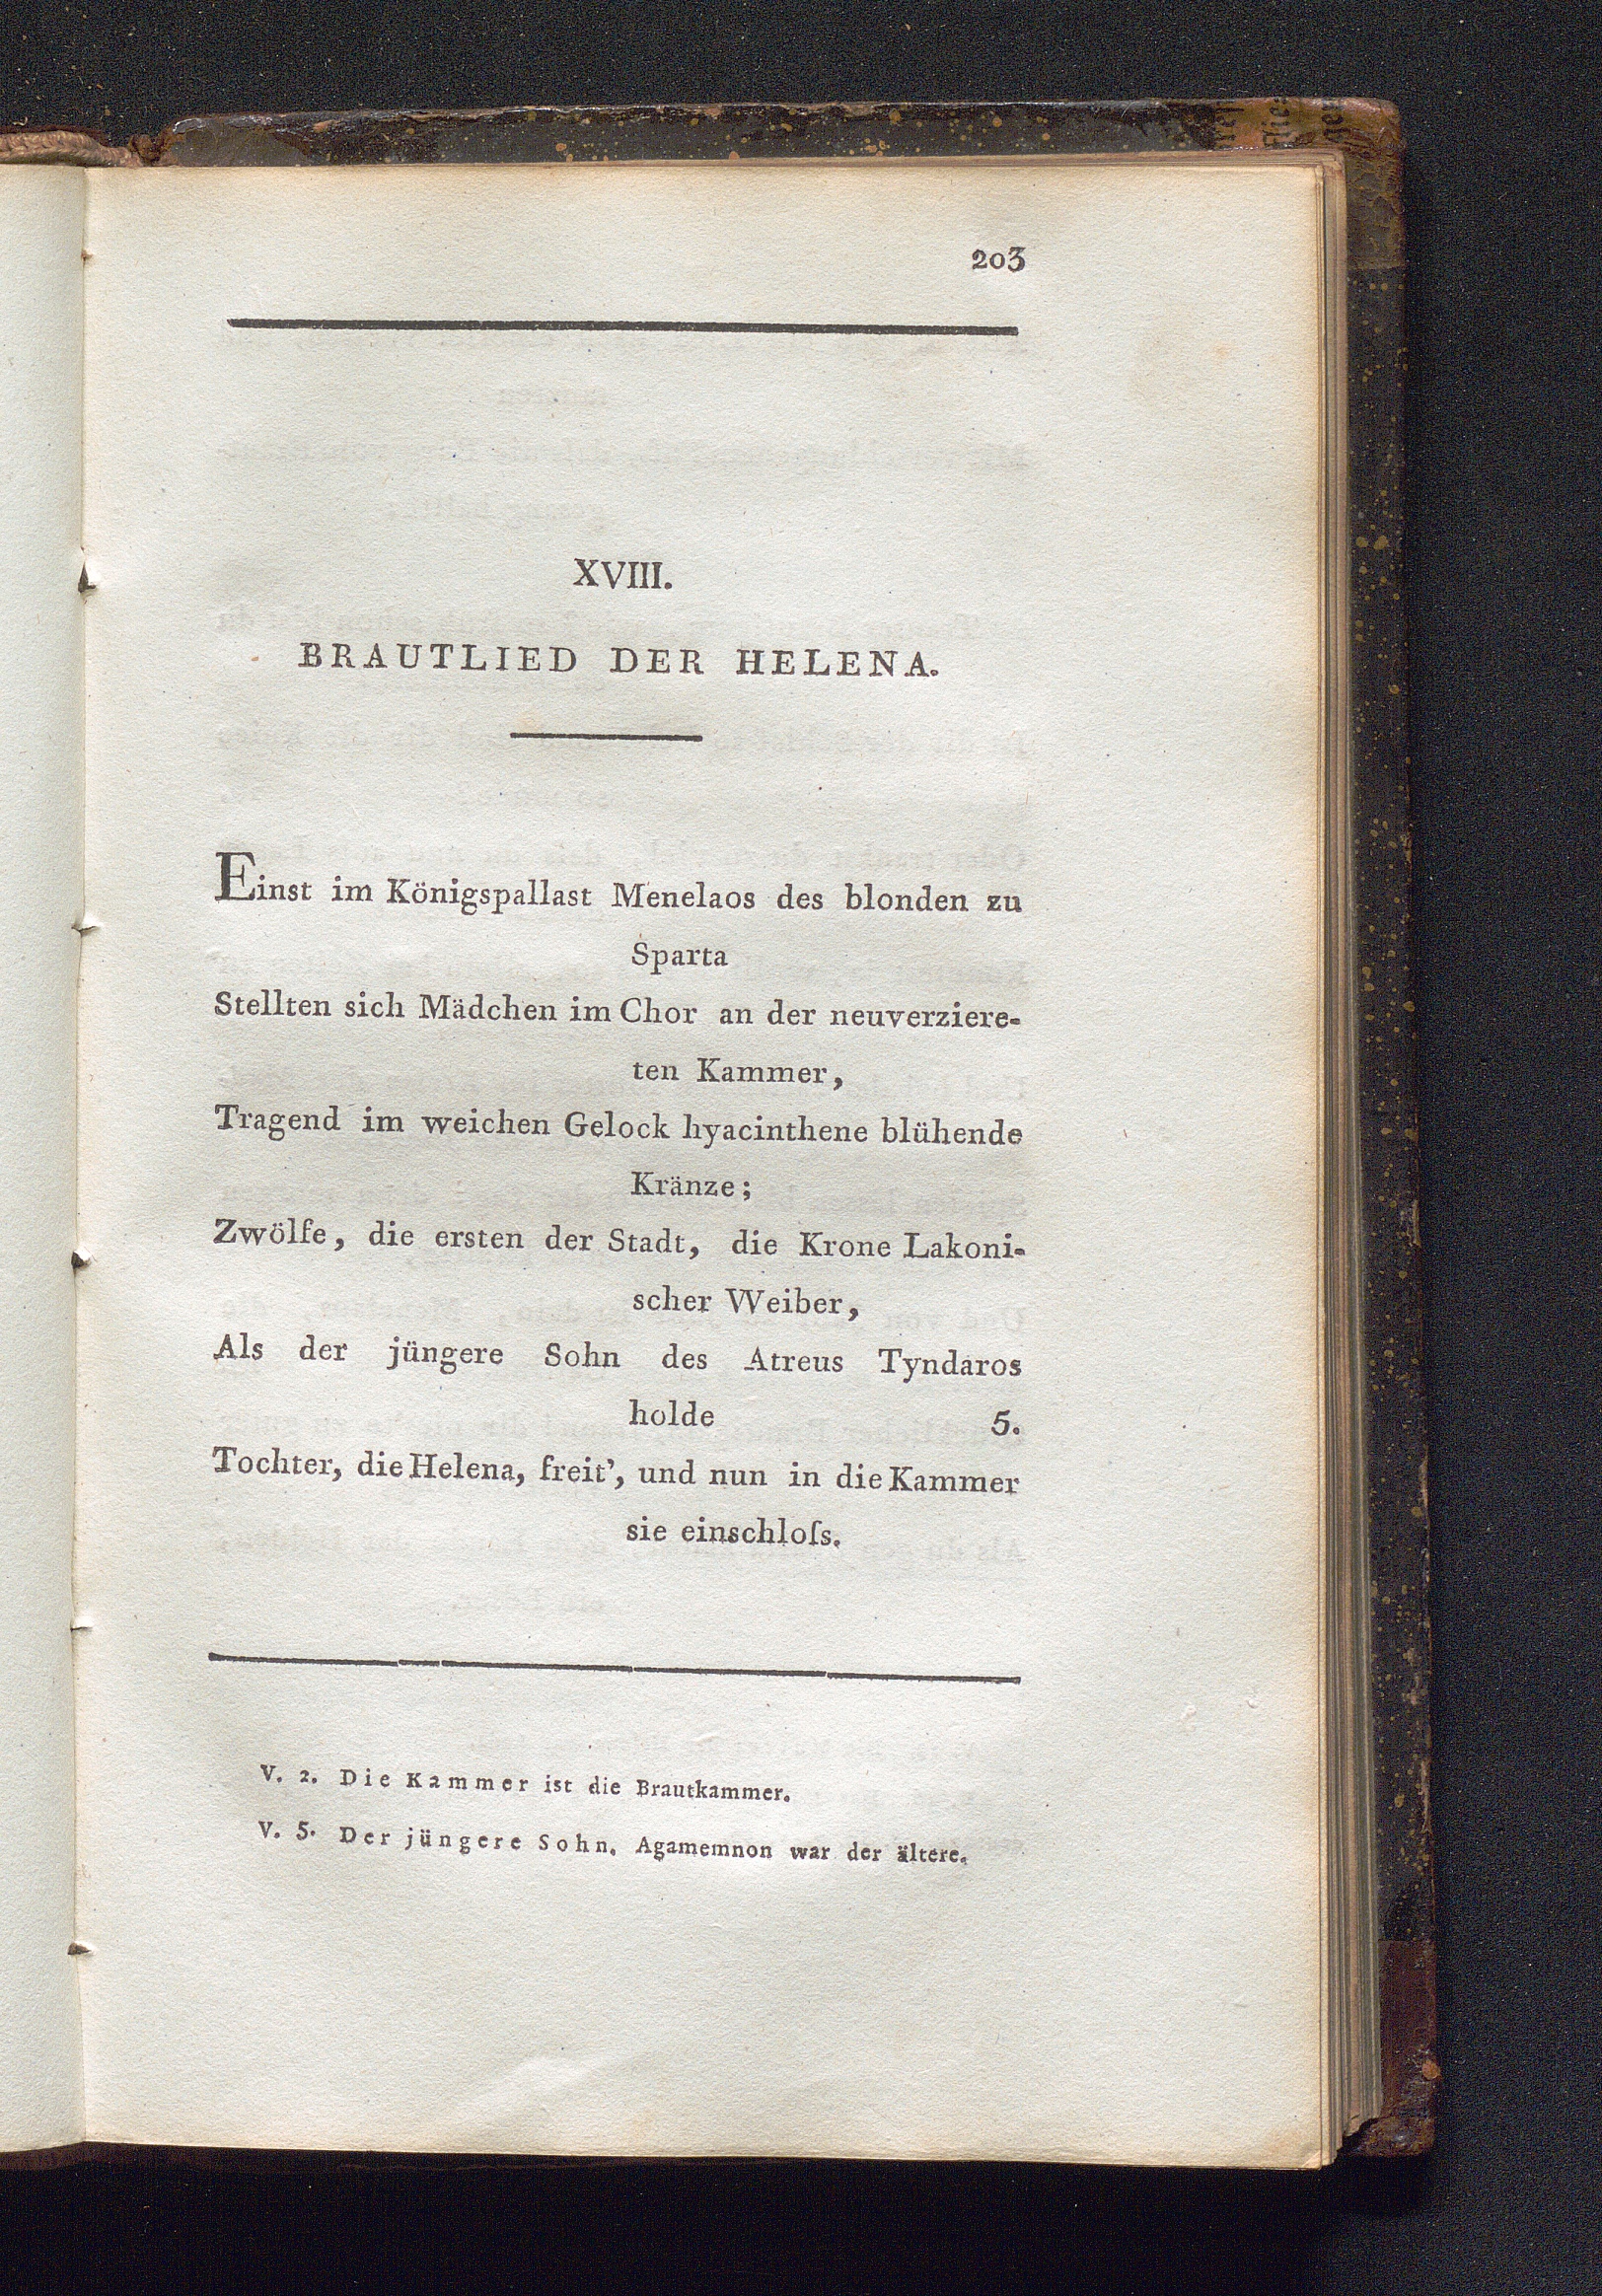 203
XVIII.
BRAUTLIED DER HELENA.
Einst im Königspallast Menelaos des blonden zu
Sparta
Stellten sich Mädchen im Chor an der neuverziere-
ten Kammer,
Tragend im weichen Gelock hyacinthene blühende
Kränze;
Zwölfe, die ersten der Stadt, die Krone Lakoni-
scher Weiber,
Als der jüngere Sohn des Atreus Tyndaros
holde 5.
Tochter, die Helena, freit', und nun in die Kammer
sie einschloſs.
V. 2. Die Kammer ist die Brautkammer.
V. 5. Der jüngere Sohn. Agamemnon war der ältere.